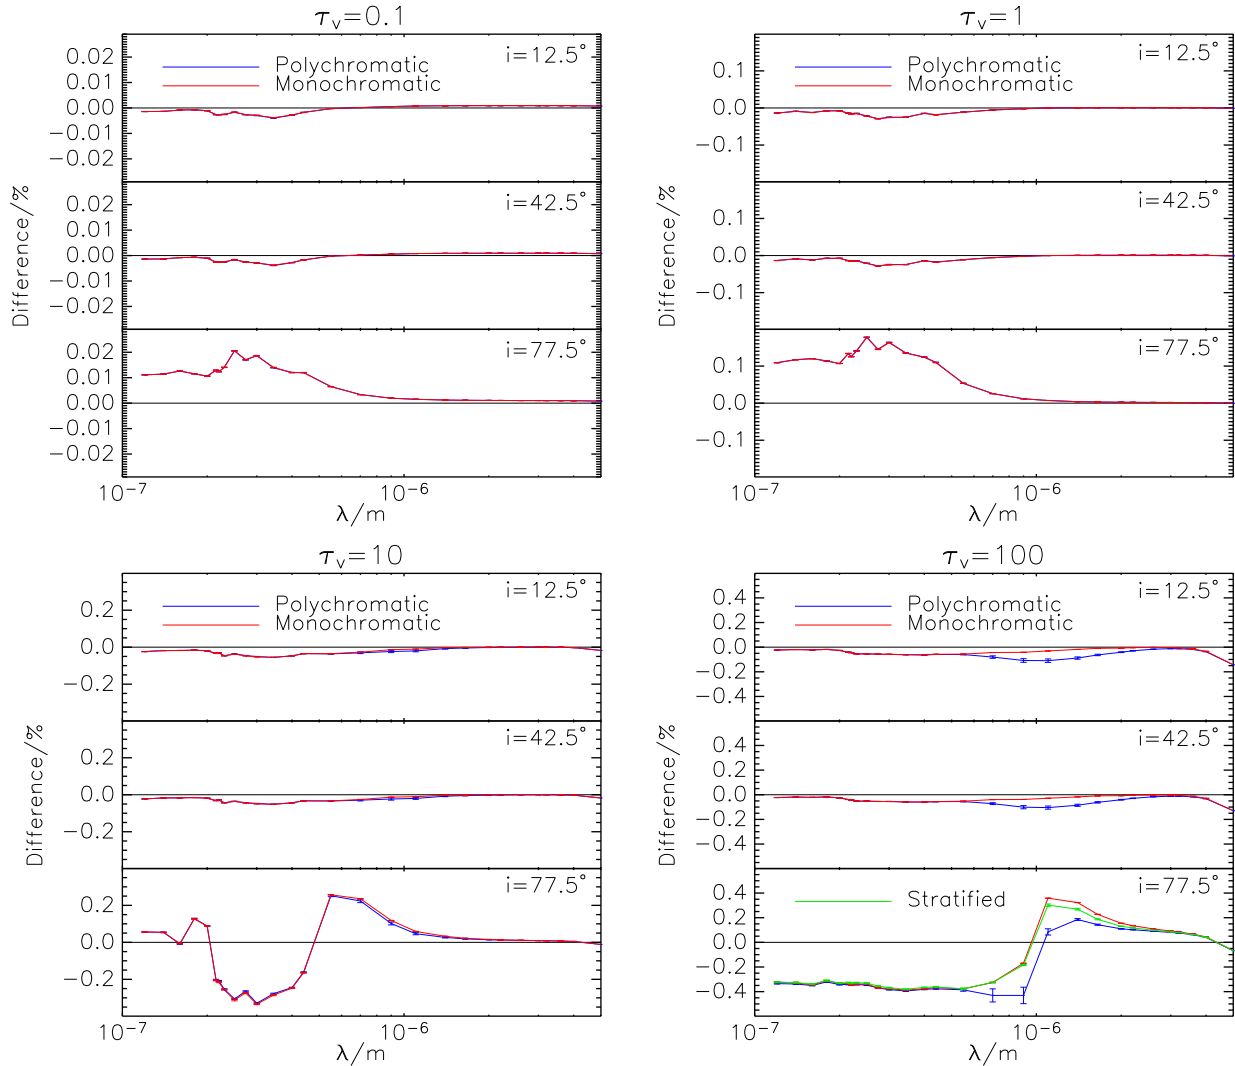 τv=0.1
i=12.5°
Polychromatic
Monochromatic
0.02
0.01
0.00
−0.01
−0.02
i=42.5°
0.02
0.01
0.00
−0.01
−0.02
Difference/%
i=77.5°
0.02
0.01
0.00
−0.01
−0.02
10⁻⁷
10⁻⁶
λ/m
τv=1
i=12.5°
Polychromatic
Monochromatic
0.1
0.0
−0.1
i=42.5°
0.1
0.0
−0.1
Difference/%
i=77.5°
0.1
0.0
−0.1
10⁻⁷
10⁻⁶
λ/m
τv=10
i=12.5°
Polychromatic
Monochromatic
0.2
0.0
−0.2
i=42.5°
0.2
0.0
−0.2
Difference/%
i=77.5°
0.2
0.0
−0.2
10⁻⁷
10⁻⁶
λ/m
τv=100
i=12.5°
Polychromatic
Monochromatic
0.4
0.2
0.0
−0.2
−0.4
i=42.5°
0.4
0.2
0.0
−0.2
−0.4
Difference/%
i=77.5°
Stratified
0.4
0.2
0.0
−0.2
−0.4
10⁻⁷
10⁻⁶
λ/m